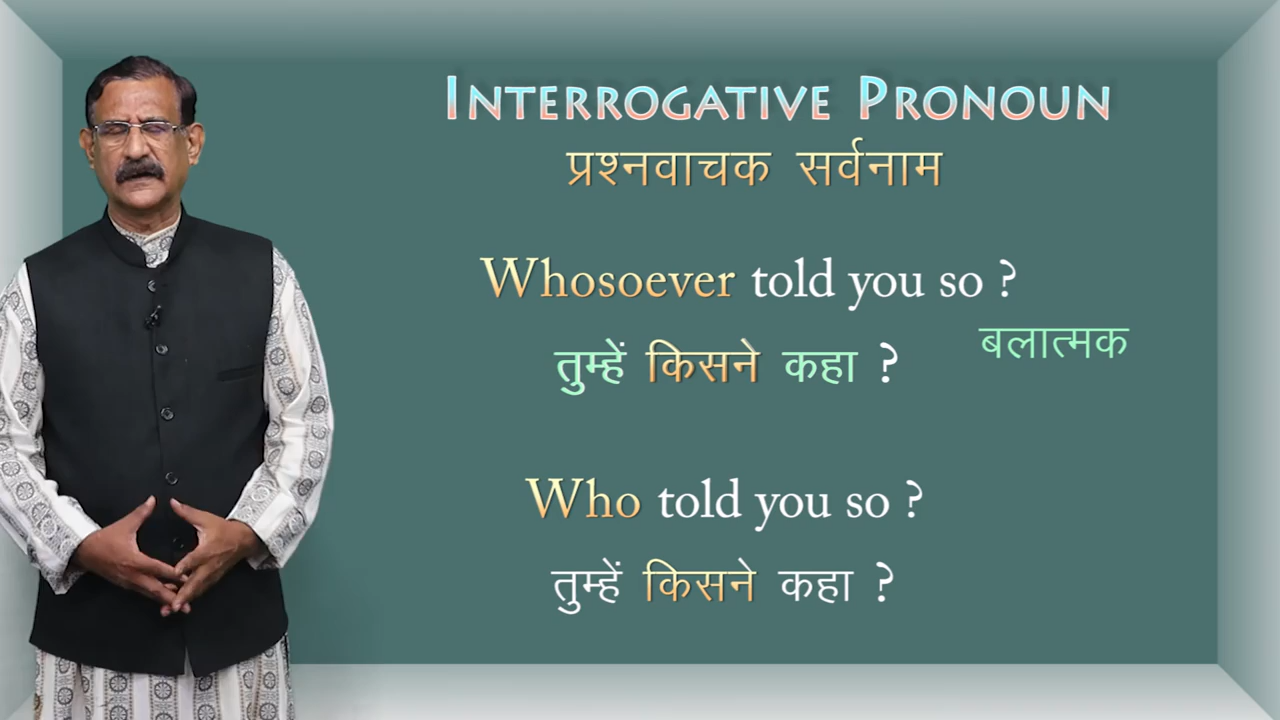 INTERROGATIVE PRONOUN
प्रश्नवाचक सर्वनाम
Whosoever told you so ?
तुम्हें किसने कहा ?
बलात्मक
Who told you so ?
तुम्हें किसने कहा ?